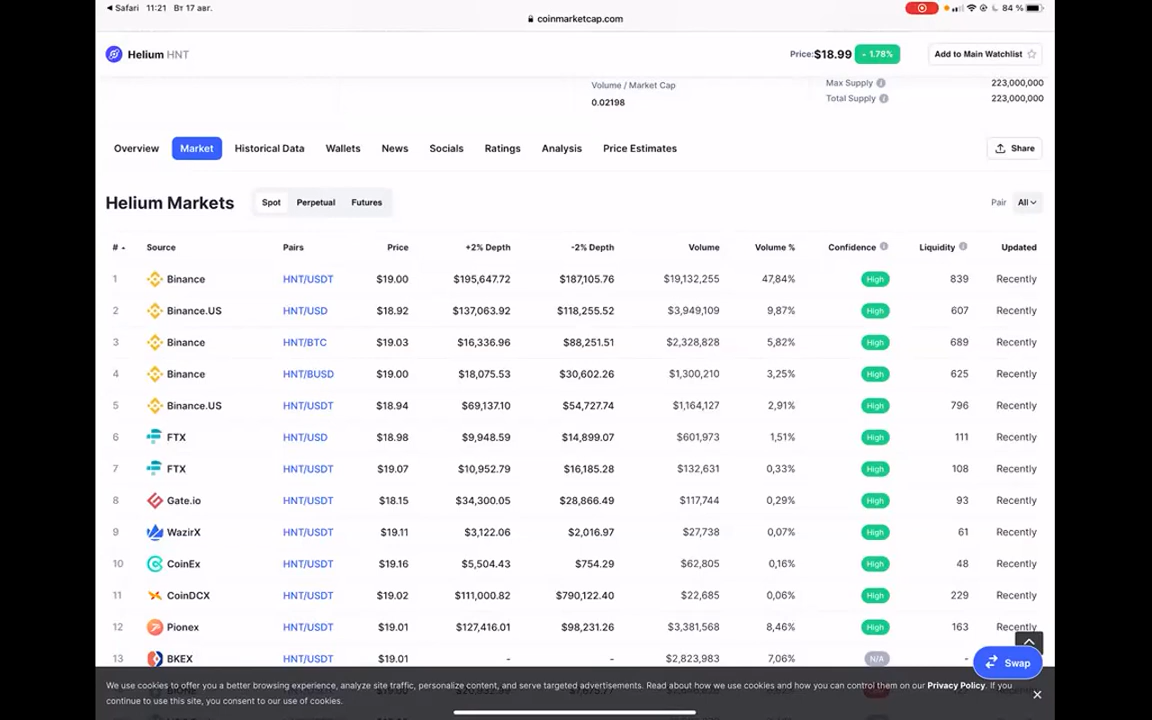 Safari 11:21 Вт 17 авг. 84 %
coinmarketcap.com
Helium HNT Price:$18.99 - 1.78% Add to Main Watchlist
Volume / Market Cap Max Supply 223,000,000
0.02198 Total Supply 223,000,000
Overview Market Historical Data Wallets News Socials Ratings Analysis Price Estimates Share
Helium Markets Spot Perpetual Futures Pair All
# Source Pairs Price +2% Depth -2% Depth Volume Volume % Confidence Liquidity Updated
1 Binance HNT/USDT $19.00 $195,647.72 $187,105.76 $19,132,255 47,84% High 839 Recently
2 Binance.US HNT/USD $18.92 $137,063.92 $118,255.52 $3,949,109 9,87% High 607 Recently
3 Binance HNT/BTC $19.03 $16,336.96 $88,251.51 $2,328,828 5,82% High 689 Recently
4 Binance HNT/BUSD $19.00 $18,075.53 $30,602.26 $1,300,210 3,25% High 625 Recently
5 Binance.US HNT/USDT $18.94 $69,137.10 $54,727.74 $1,164,127 2,91% High 796 Recently
6 FTX HNT/USD $18.98 $9,948.59 $14,899.07 $601,973 1,51% High 111 Recently
7 FTX HNT/USDT $19.07 $10,952.79 $16,185.28 $132,631 0,33% High 108 Recently
8 Gate.io HNT/USDT $18.15 $34,300.05 $28,866.49 $117,744 0,29% High 93 Recently
9 WazirX HNT/USDT $19.11 $3,122.06 $2,016.97 $27,738 0,07% High 61 Recently
10 CoinEx HNT/USDT $19.16 $5,504.43 $754.29 $62,805 0,16% High 48 Recently
11 CoinDCX HNT/USDT $19.02 $111,000.82 $790,122.40 $22,685 0,06% High 229 Recently
12 Pionex HNT/USDT $19.01 $127,416.01 $98,231.26 $3,381,568 8,46% High 163 Recently
13 BKEX HNT/USDT $19.01 - - $2,823,983 7,06% N/A -
Swap
We use cookies to offer you a better browsing experience, analyze site traffic, personalize content, and serve targeted advertisements. Read about how we use cookies and how you can control them on our Privacy Policy. If you
continue to use this site, you consent to our use of cookies.